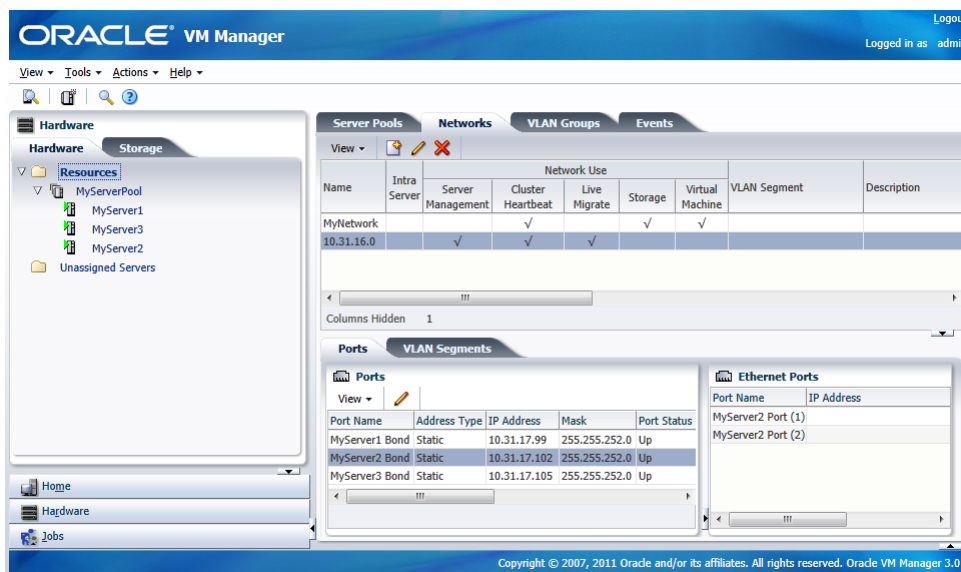 ORACLE® VM Manager
Logou
Logged in as admi
View Tools Actions Help
Hardware
Hardware Storage
Resources
MyServerPool
MyServer1
MyServer3
MyServer2
Unassigned Servers
Home
Hardware
Jobs
Server Pools Networks VLAN Groups Events
View
Network Use
Name Intra Server Server Management Cluster Heartbeat Live Migrate Storage Virtual Machine VLAN Segment Description
MyNetwork √ √ √
10.31.16.0 √ √ √
Columns Hidden 1
Ports VLAN Segments
Ports
View
Port Name Address Type IP Address Mask Port Status
MyServer1 Bond Static 10.31.17.99 255.255.252.0 Up
MyServer2 Bond Static 10.31.17.102 255.255.252.0 Up
MyServer3 Bond Static 10.31.17.105 255.255.252.0 Up
Ethernet Ports
Port Name IP Address
MyServer2 Port (1)
MyServer2 Port (2)
Copyright © 2007, 2011 Oracle and/or its affiliates. All rights reserved. Oracle VM Manager 3.0